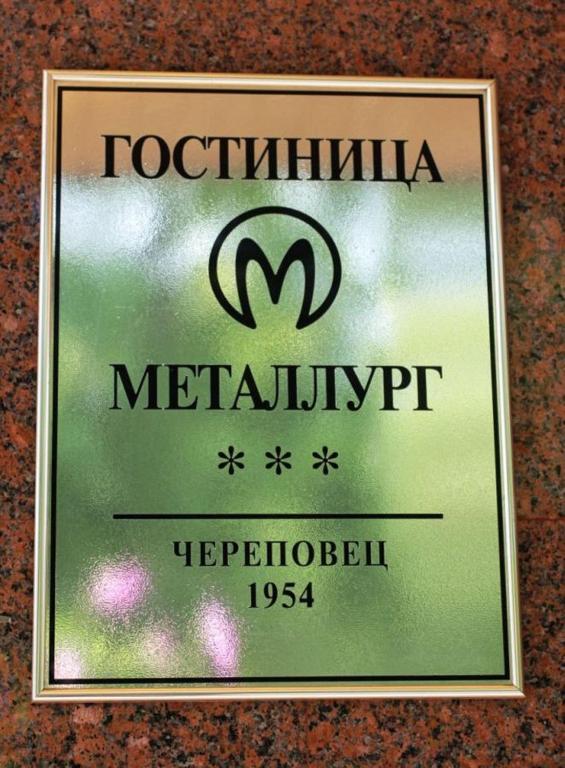 ГОСТИНИЦА
М
МЕТАЛЛУРГ
* * *
ЧЕРЕПОВЕЦ
1954